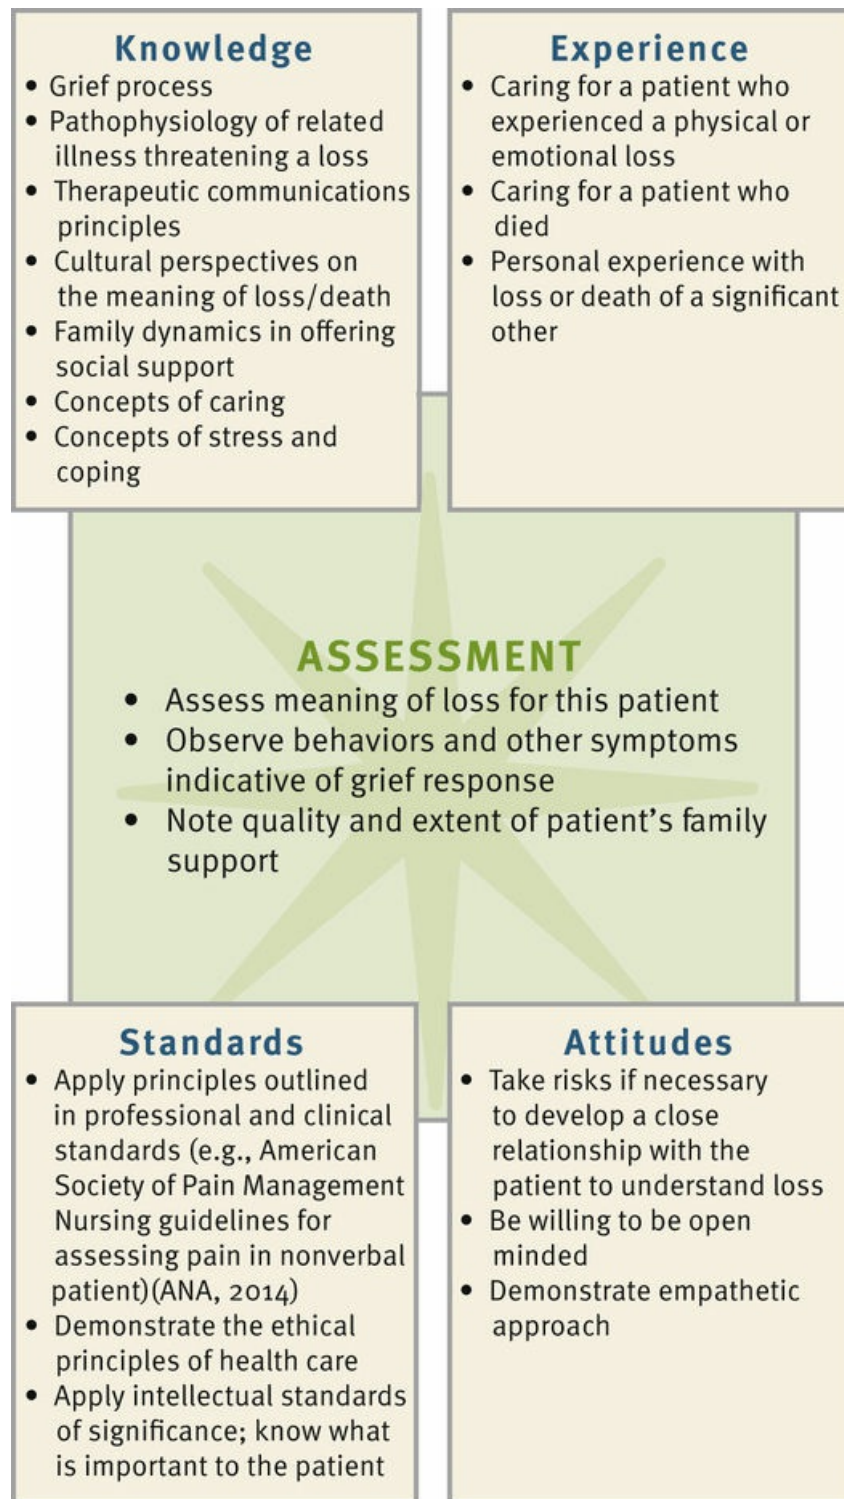 Knowledge
• Grief process
• Pathophysiology of related
illness threatening a loss
• Therapeutic communications
principles
• Cultural perspectives on
the meaning of loss/death
• Family dynamics in offering
social support
• Concepts of caring
• Concepts of stress and
coping
Experience
• Caring for a patient who
experienced a physical or
emotional loss
• Caring for a patient who
died
• Personal experience with
loss or death of a significant
other
ASSESSMENT
• Assess meaning of loss for this patient
• Observe behaviors and other symptoms
indicative of grief response
• Note quality and extent of patient's family
support
Standards
• Apply principles outlined
in professional and clinical
standards (e.g., American
Society of Pain Management
Nursing guidelines for
assessing pain in nonverbal
patient)(ANA, 2014)
• Demonstrate the ethical
principles of health care
• Apply intellectual standards
of significance; know what
is important to the patient
Attitudes
• Take risks if necessary
to develop a close
relationship with the
patient to understand loss
• Be willing to be open
minded
• Demonstrate empathetic
approach